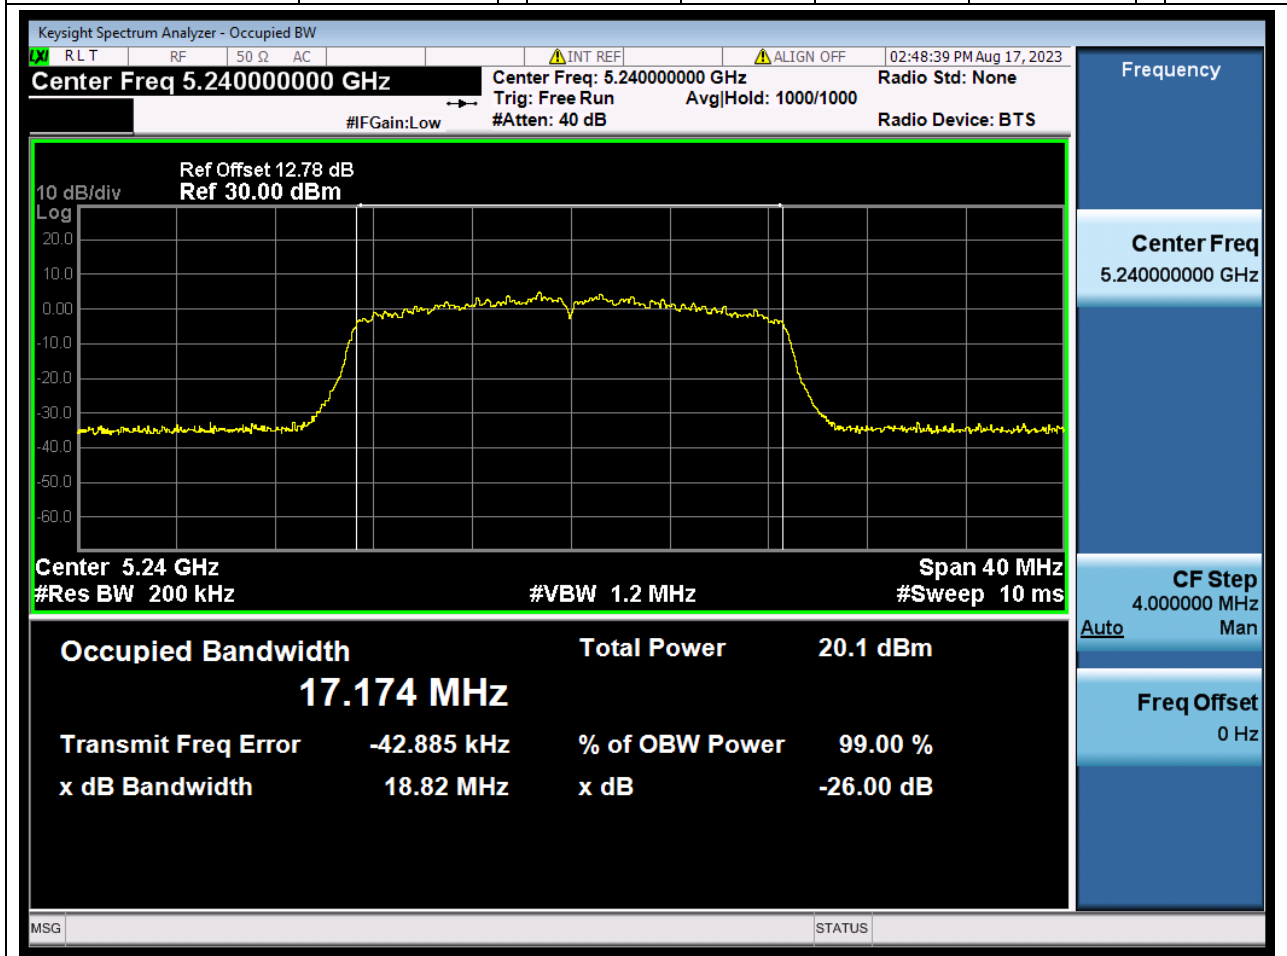 Keysight Spectrum Analyzer - Occupied BW
LXI RLT RF 50 Ω AC INT REF ALIGN OFF 02:48:39 PM Aug 17, 2023
Center Freq 5.240000000 GHz
Center Freq: 5.240000000 GHz Radio Std: None
Trig: Free Run Avg|Hold: 1000/1000
#IFGain:Low #Atten: 40 dB Radio Device: BTS
Ref Offset 12.78 dB
10 dB/div Ref 30.00 dBm
Log
20.0
10.0
0.00
-10.0
-20.0
-30.0
-40.0
-50.0
-60.0
Center 5.24 GHz Span 40 MHz
#Res BW 200 kHz #VBW 1.2 MHz #Sweep 10 ms
Occupied Bandwidth Total Power 20.1 dBm
17.174 MHz
Transmit Freq Error -42.885 kHz % of OBW Power 99.00 %
x dB Bandwidth 18.82 MHz x dB -26.00 dB
MSG STATUS
Frequency
Center Freq
5.240000000 GHz
CF Step
4.000000 MHz
Auto Man
Freq Offset
0 Hz